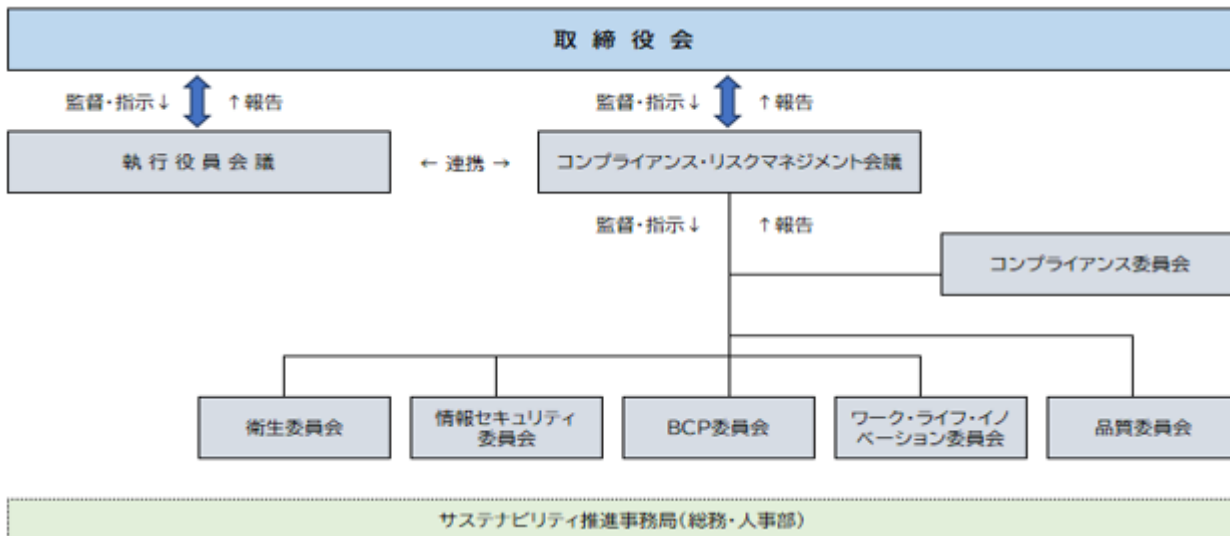 取締役会
監督・指示↓ ↑報告
監督・指示↓ ↑報告
執行役員会議
← 連携 →
コンプライアンス・リスクマネジメント会議
監督・指示↓ ↑報告
コンプライアンス委員会
衛生委員会
情報セキュリティ
委員会
BCP委員会
ワーク・ライフ・イノ
ベーション委員会
品質委員会
サステナビリティ推進事務局(総務・人事部)